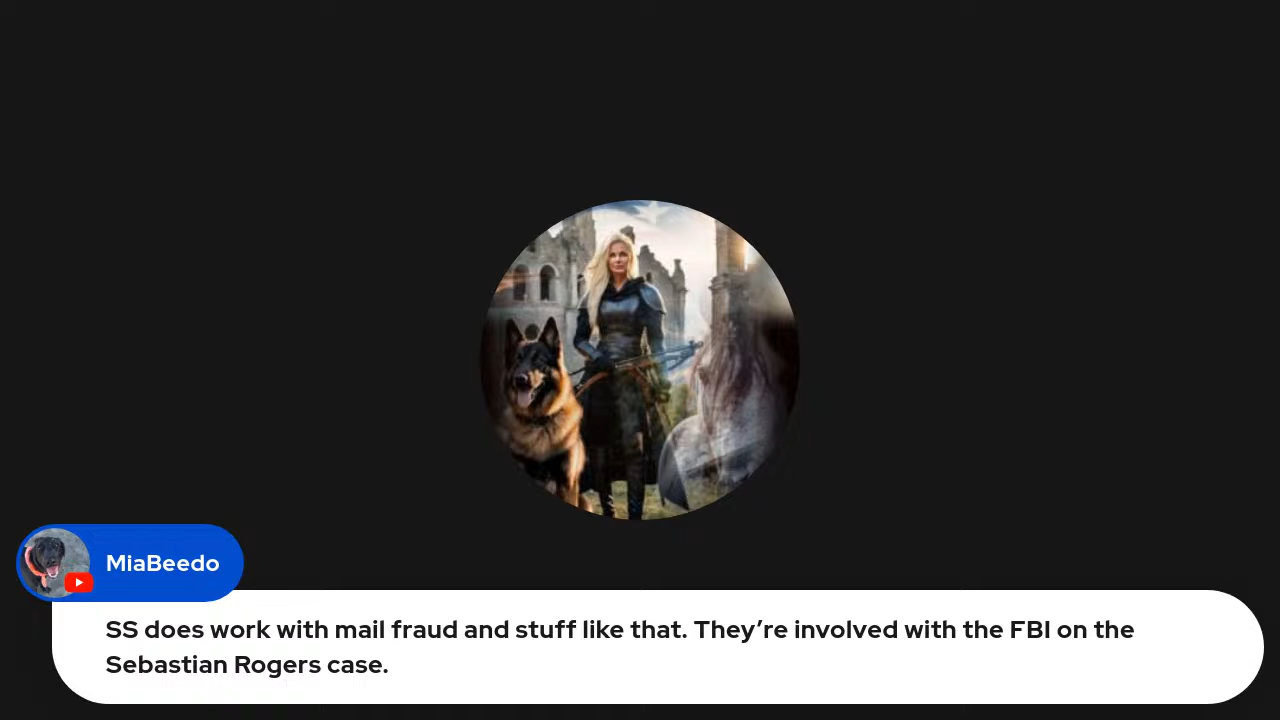 MiaBeedo
SS does work with mail fraud and stuff like that. They’re involved with the FBI on the
Sebastian Rogers case.